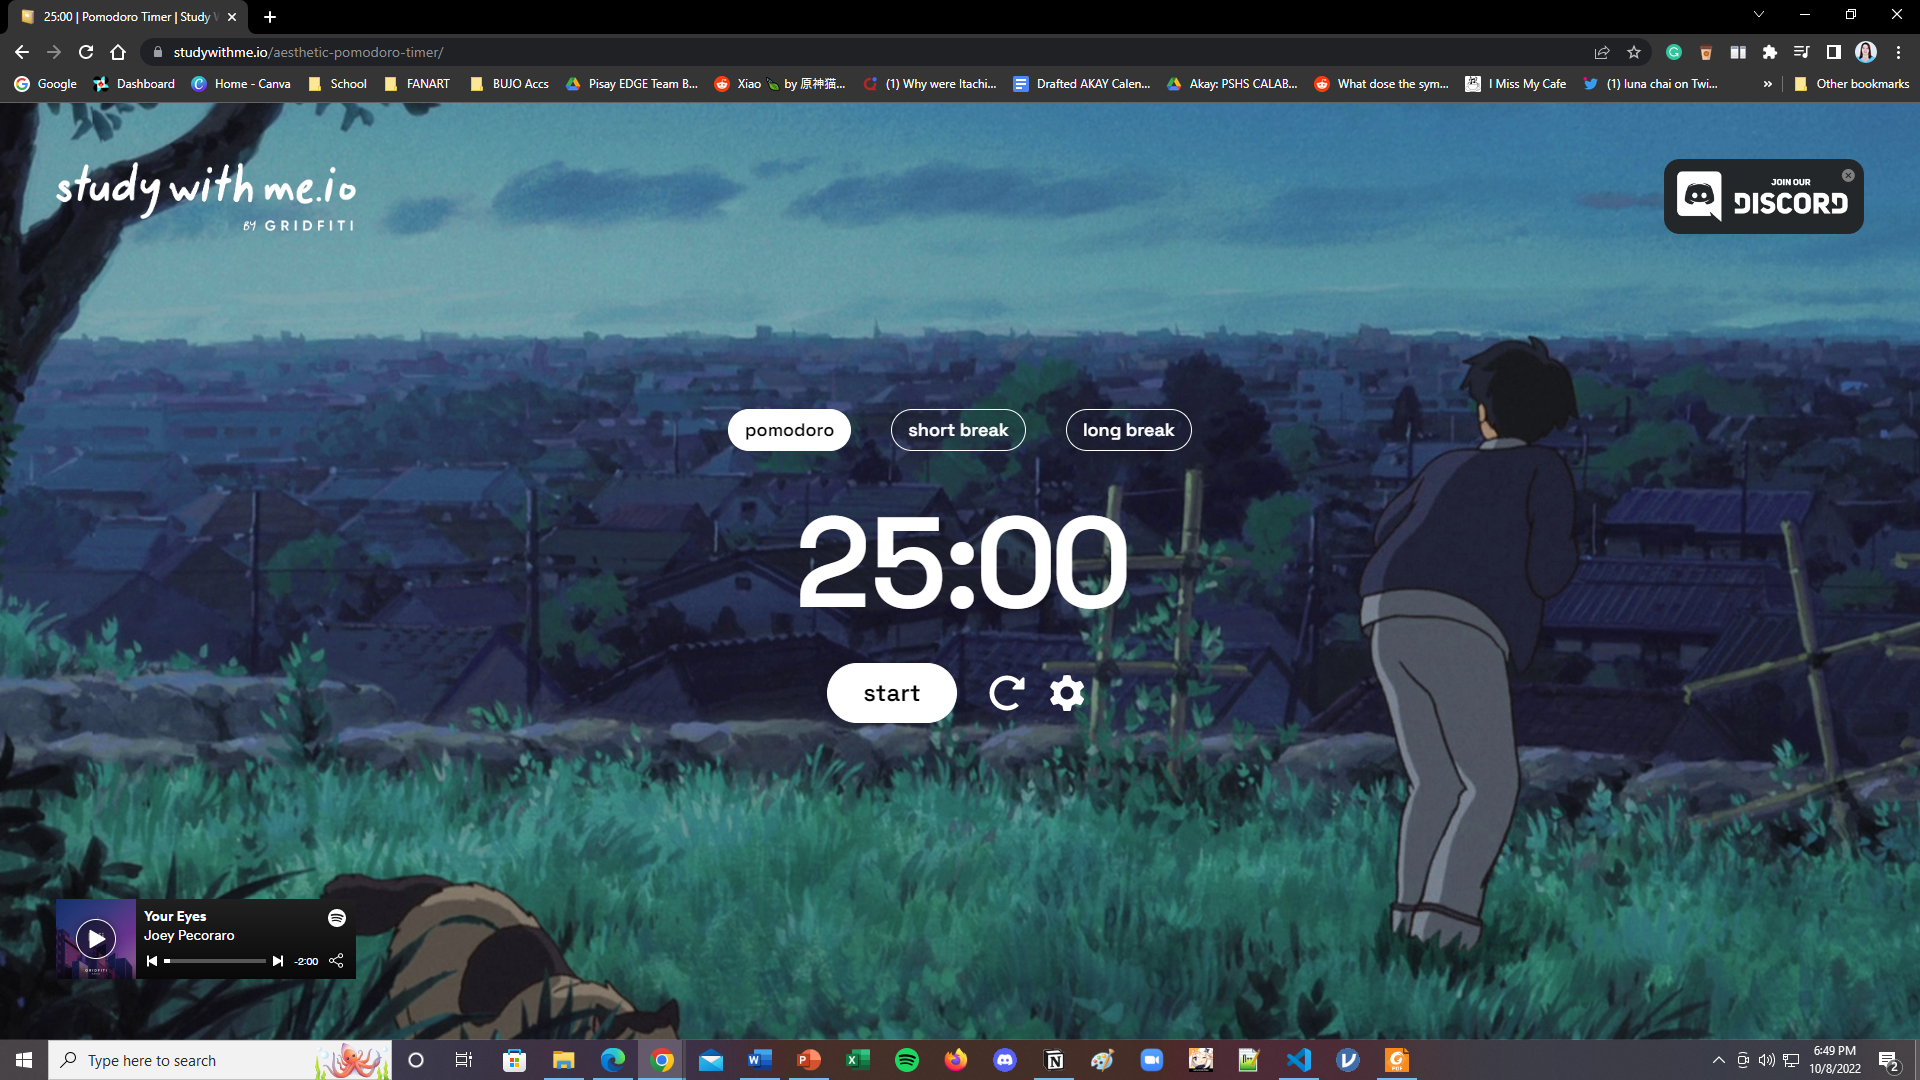 25:00 | Pomodoro Timer | Study
studywithme.io/aesthetic-pomodoro-timer/
Google
Dashboard
Home - Canva
School
FANART
BUJO Accs
Pisay EDGE Team B...
Xiao 🍃 by 原神猫...
(1) Why were Itachi...
Drafted AKAY Calen...
Akay: PSHS CALAB...
What dose the sym...
I Miss My Cafe
(1) luna chai on Twi...
»
Other bookmarks
study with me.io
BY GRIDFITI
JOIN OUR
DISCORD
pomodoro
short break
long break
25:00
start
Your Eyes
Joey Pecoraro
-2:00
GRIDFITI
Type here to search
6:49 PM
10/8/2022
2